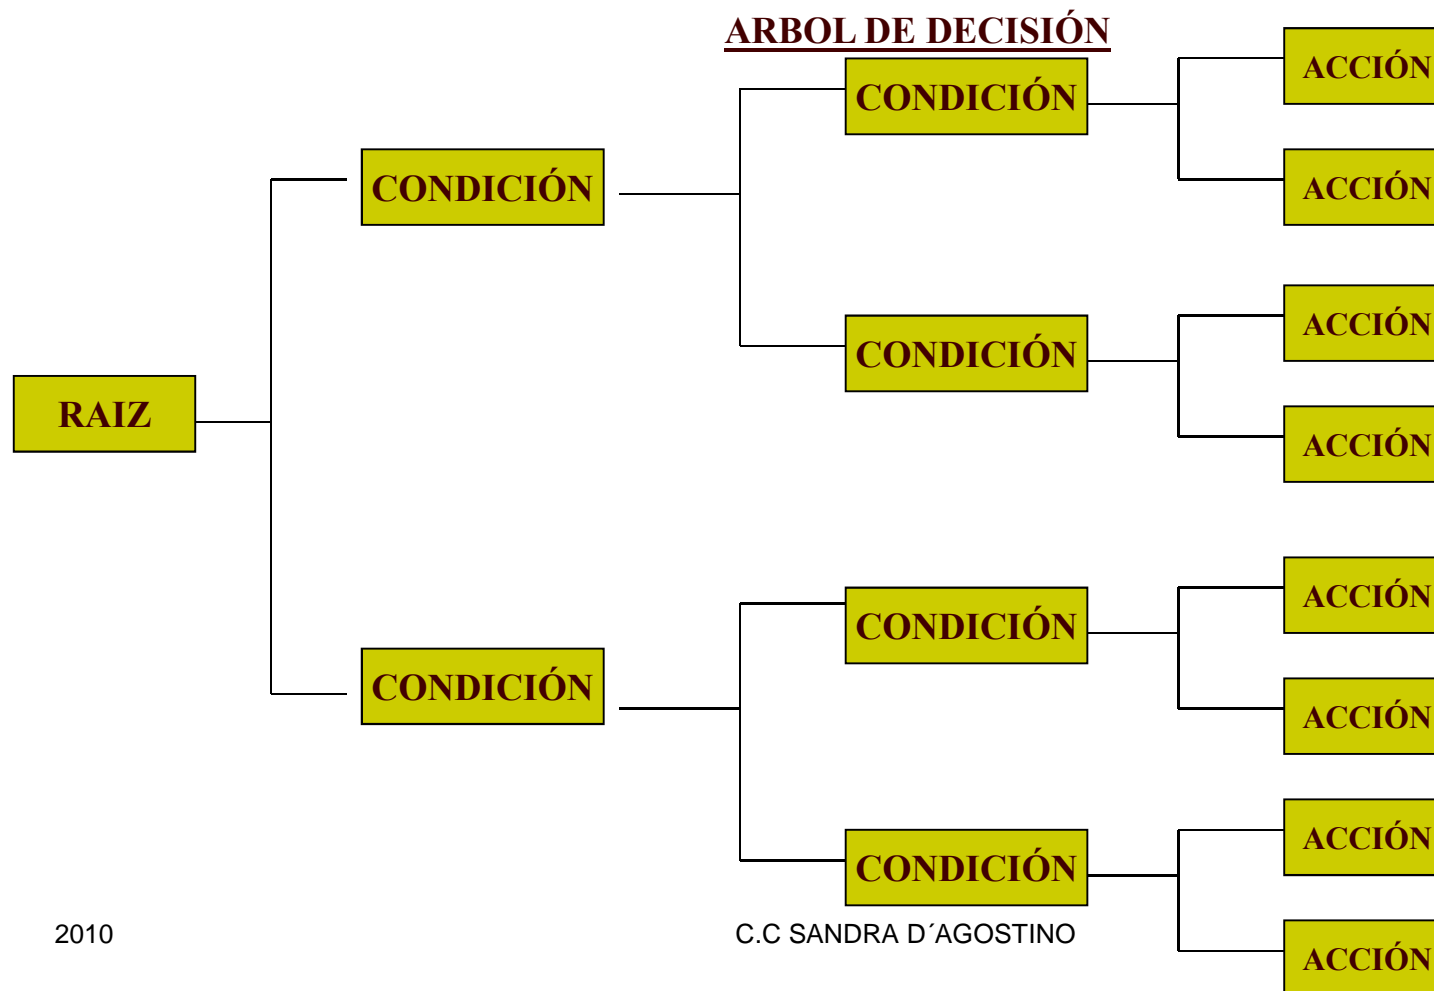 ARBOL DE DECISIÓN
ACCIÓN
CONDICIÓN
ACCIÓN
CONDICIÓN
ACCIÓN
CONDICIÓN
ACCIÓN
RAIZ
ACCIÓN
CONDICIÓN
CONDICIÓN
ACCIÓN
ACCIÓN
CONDICIÓN
ACCIÓN
2010
C.C SANDRA D´AGOSTINO